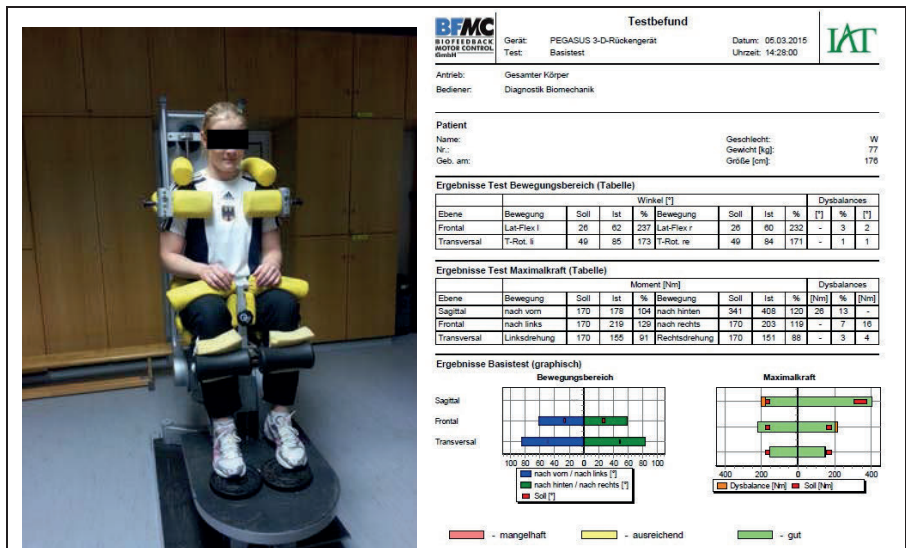 BFMC
BIOFEEDBACK
MOTOR CONTROL
GmbH
Testbefund
Gerät: PEGASUS 3-D-Rückengerät Datum: 05.03.2015
Test: Basistest Uhrzeit: 14:28:00
IAT
Antrieb: Gesamter Körper
Bediener: Diagnostik Biomechanik
Patient
Name: Geschlecht: W
Nr.: Gewicht [kg]: 77
Geb. am: Größe [cm]: 176
Ergebnisse Test Bewegungsbereich (Tabelle)
Winkel [°] Dysbalances
Ebene Bewegung Soll Ist % Bewegung Soll Ist % [°] % [°]
Frontal Lat-Flex l 26 62 237 Lat-Flex r 26 60 232 - 3 2
Transversal T-Rot. li 49 85 173 T-Rot. re 49 84 171 - 1 1
Ergebnisse Test Maximalkraft (Tabelle)
Moment [Nm] Dysbalances
Ebene Bewegung Soll Ist % Bewegung Soll Ist % [Nm] % [Nm]
Sagittal nach vorn 170 178 104 nach hinten 341 408 120 26 13 -
Frontal nach links 170 219 129 nach rechts 170 203 119 - 7 16
Transversal Linksdrehung 170 155 91 Rechtsdrehung 170 151 88 - 3 4
Ergebnisse Basistest (graphisch)
Bewegungsbereich Maximalkraft
Sagittal
Frontal
Transversal
100 80 60 40 20 0 20 40 60 80 100
400 200 0 200 400
nach vorn / nach links [°]
nach hinten / nach rechts [°]
Soll [°]
Dysbalance [Nm] Soll [Nm]
- mangelhaft - ausreichend - gut